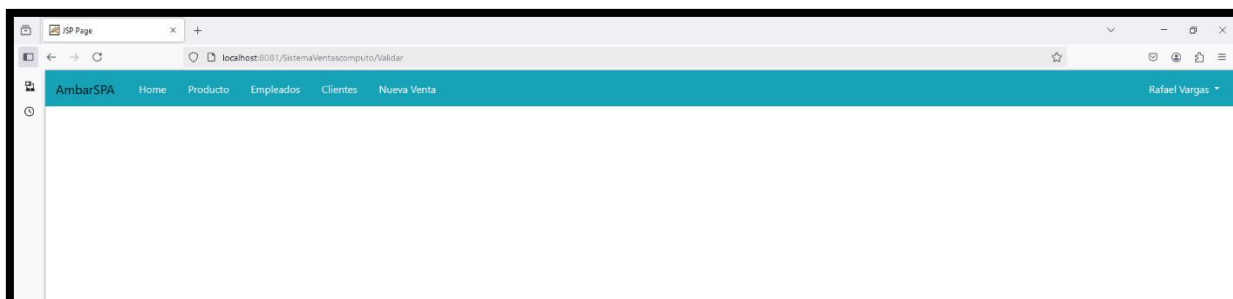 JSP Page
localhost:8081/SistemaVentascomputo/Validar
AmbarSPA Home Producto Empleados Clientes Nueva Venta Rafael Vargas